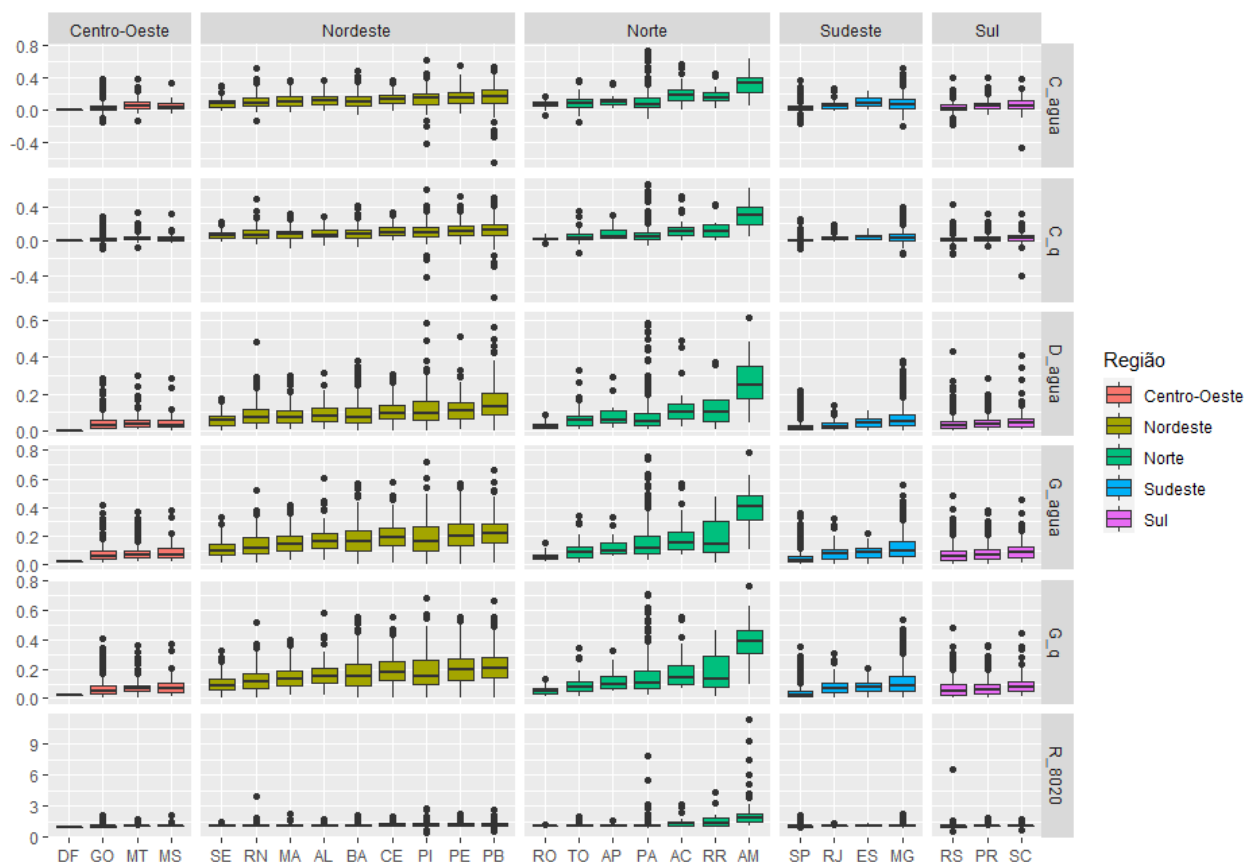 Centro-Oeste Nordeste Norte Sudeste Sul
0.8
0.4
0.0
-0.4
C_agua
0.4
0.0
-0.4
C_q
0.6
0.4
0.2
0.0
D_agua
0.8
0.6
0.4
0.2
0.0
G_agua
0.8
0.6
0.4
0.2
0.0
G_q
9
6
3
0
R_8020
DF GO MT MS SE RN MA AL BA CE PI PE PB RO TO AP PA AC RR AM SP RJ ES MG RS PR SC
Região
Centro-Oeste
Nordeste
Norte
Sudeste
Sul